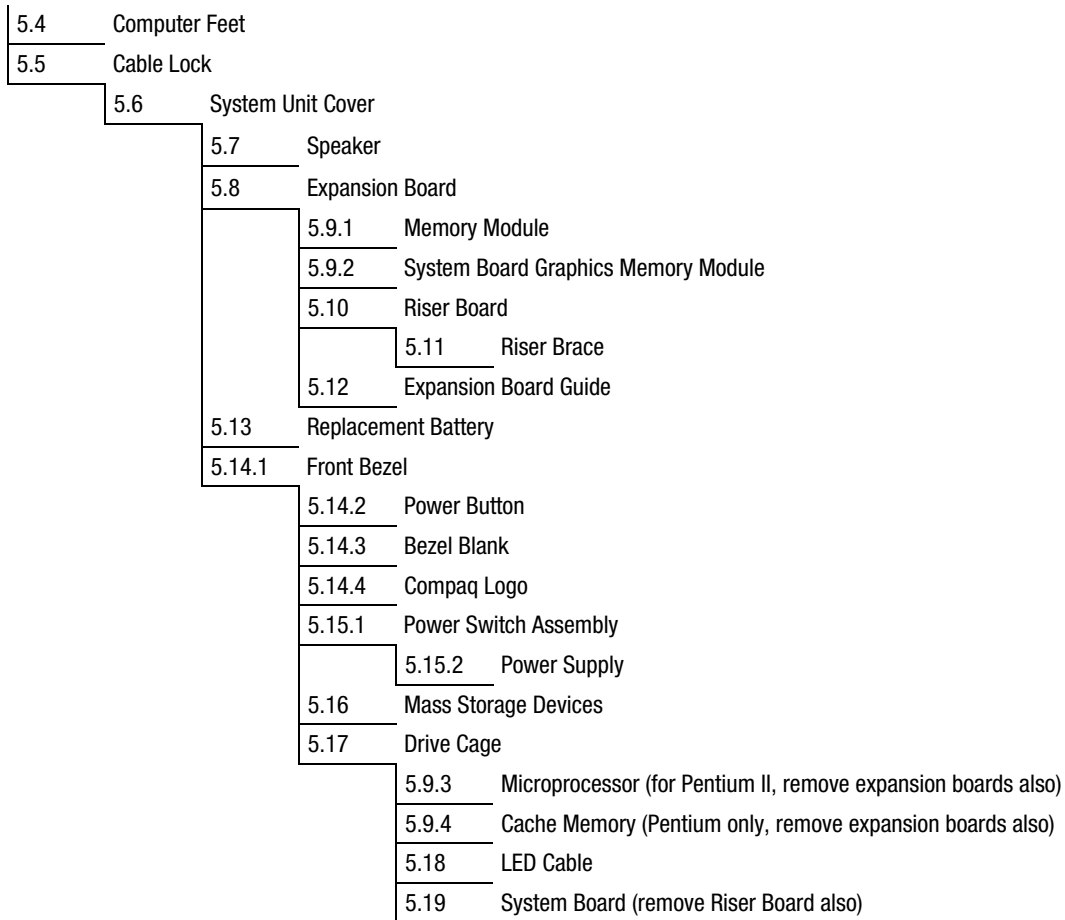 5.4 Computer Feet
5.5 Cable Lock
5.6 System Unit Cover
5.7 Speaker
5.8 Expansion Board
5.9.1 Memory Module
5.9.2 System Board Graphics Memory Module
5.10 Riser Board
5.11 Riser Brace
5.12 Expansion Board Guide
5.13 Replacement Battery
5.14.1 Front Bezel
5.14.2 Power Button
5.14.3 Bezel Blank
5.14.4 Compaq Logo
5.15.1 Power Switch Assembly
5.15.2 Power Supply
5.16 Mass Storage Devices
5.17 Drive Cage
5.9.3 Microprocessor (for Pentium II, remove expansion boards also)
5.9.4 Cache Memory (Pentium only, remove expansion boards also)
5.18 LED Cable
5.19 System Board (remove Riser Board also)